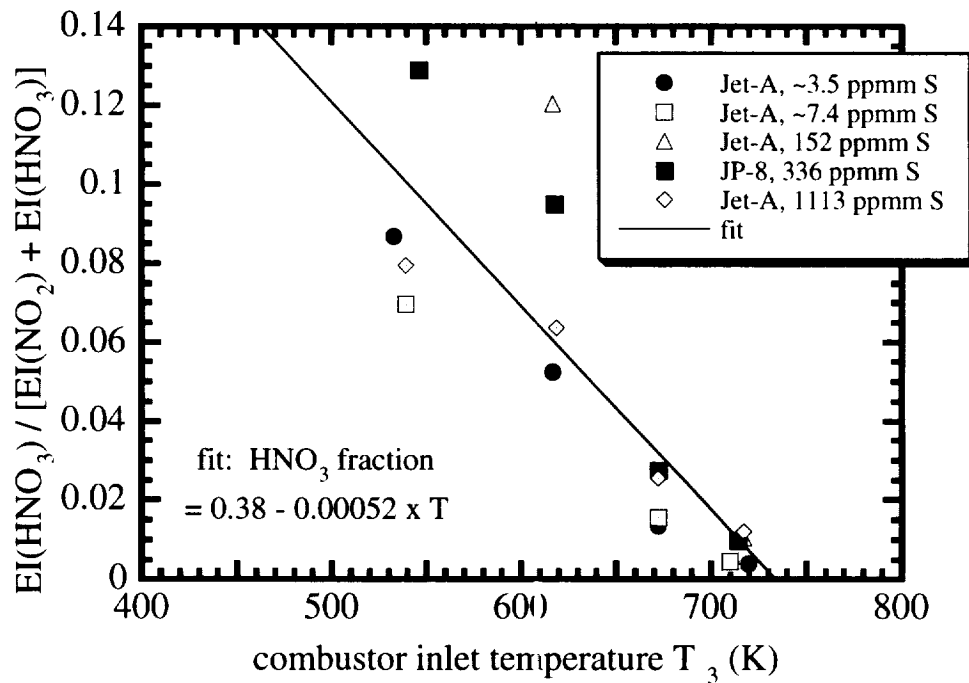 EI(HNO3) / [EI(NO2) + EI(HNO3)]
0.14
0.12
0.1
0.08
0.06
0.04
0.02
0
Jet-A, ~3.5 ppmm S
Jet-A, ~7.4 ppmm S
Jet-A, 152 ppmm S
JP-8, 336 ppmm S
Jet-A, 1113 ppmm S
fit
fit: HNO3 fraction
= 0.38 - 0.00052 x T
400
500
600
700
800
combustor inlet temperature T3 (K)